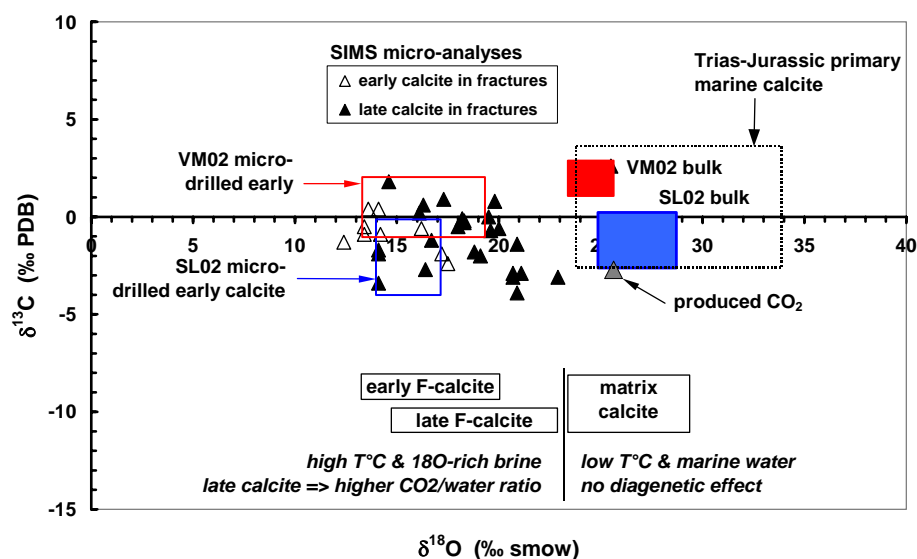 10
5
0
-5
-10
-15
δ¹³C (‰ PDB)
SIMS micro-analyses
early calcite in fractures
late calcite in fractures
Trias-Jurassic primary
marine calcite
VM02 micro-
drilled early
VM02 bulk
SL02 bulk
0 5 10 15 20 25 30 35 40
SL02 micro-
drilled early calcite
produced CO₂
early F-calcite
late F-calcite
matrix
calcite
high T°C & 18O-rich brine
late calcite => higher CO2/water ratio
low T°C & marine water
no diagenetic effect
δ¹⁸O (‰ smow)